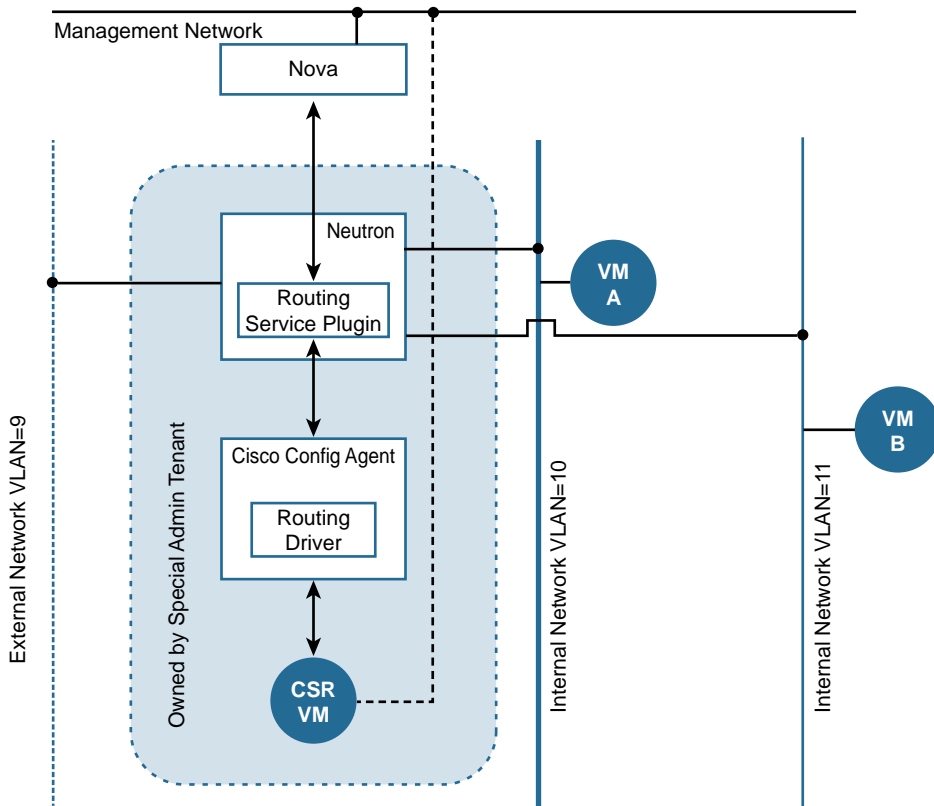 Management Network
Nova
Neutron
Routing
Service Plugin
VM
A
VM
B
Cisco Config Agent
Routing
Driver
CSR
VM
External Network VLAN=9
Owned by Special Admin Tenant
Internal Network VLAN=10
Internal Network VLAN=11